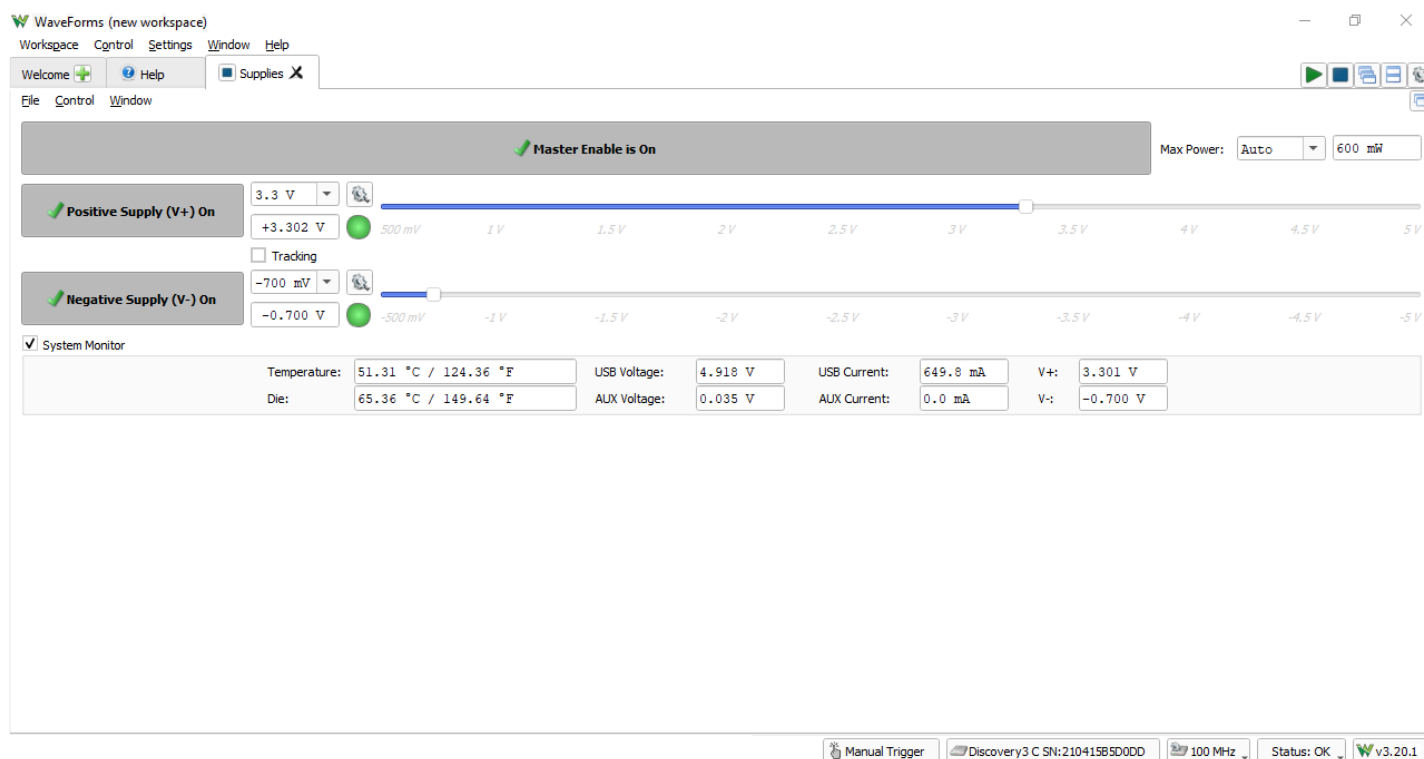 WaveForms (new workspace)
Workspace Control Settings Window Help
Welcome Help Supplies
File Control Window
Master Enable is On Max Power: Auto 600 mW
Positive Supply (V+) On 3.3 V
+3.302 V 500 mV 1 V 1.5 V 2 V 2.5 V 3 V 3.5 V 4 V 4.5 V 5 V
Tracking
Negative Supply (V-) On -700 mV
-0.700 V -500 mV -1 V -1.5 V -2 V -2.5 V -3 V -3.5 V -4 V -4.5 V -5 V
System Monitor
Temperature: 51.31 °C / 124.36 °F USB Voltage: 4.918 V USB Current: 649.8 mA V+: 3.301 V
Die: 65.36 °C / 149.64 °F AUX Voltage: 0.035 V AUX Current: 0.0 mA V-: -0.700 V
Manual Trigger Discovery3 C SN:210415B5D0DD 100 MHz Status: OK v3.20.1